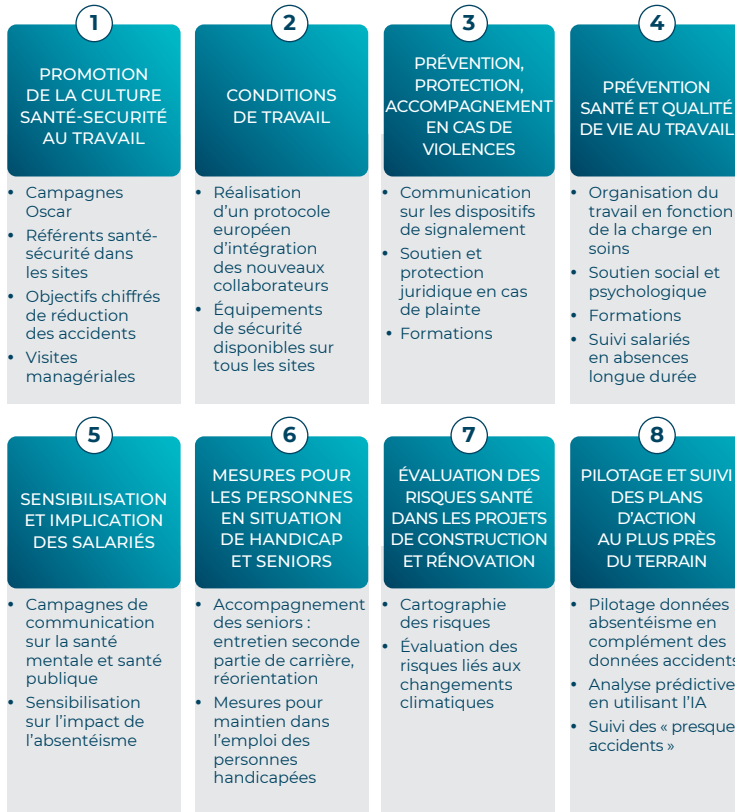 1
PROMOTION
DE LA CULTURE
SANTÉ-SECURITÉ
AU TRAVAIL
• Campagnes
Oscar
• Référents santé-
sécurité dans
les sites
• Objectifs chiffrés
de réduction
des accidents
• Visites
managériales
2
CONDITIONS
DE TRAVAIL
• Réalisation
d'un protocole
européen
d'intégration
des nouveaux
collaborateurs
• Équipements
de sécurité
disponibles sur
tous les sites
3
PRÉVENTION,
PROTECTION,
ACCOMPAGNEMENT
EN CAS DE
VIOLENCES
• Communication
sur les dispositifs
de signalement
• Soutien et
protection
juridique en cas
de plainte
• Formations
4
PRÉVENTION
SANTÉ ET QUALITÉ
DE VIE AU TRAVAIL
• Organisation du
travail en fonction
de la charge en
soins
• Soutien social et
psychologique
• Formations
• Suivi salariés
en absences
longue durée
5
SENSIBILISATION
ET IMPLICATION
DES SALARIÉS
• Campagnes de
communication
sur la santé
mentale et santé
publique
• Sensibilisation
sur l'impact de
l'absentéisme
6
MESURES POUR
LES PERSONNES
EN SITUATION
DE HANDICAP
ET SENIORS
• Accompagnement
des seniors :
entretien seconde
partie de carrière,
réorientation
• Mesures pour
maintien dans
l'emploi des
personnes
handicapées
7
ÉVALUATION DES
RISQUES SANTÉ
DANS LES PROJETS
DE CONSTRUCTION
ET RÉNOVATION
• Cartographie
des risques
• Évaluation des
risques liés aux
changements
climatiques
8
PILOTAGE ET SUIVI
DES PLANS
D'ACTION
AU PLUS PRÈS
DU TERRAIN
• Pilotage données
absentéisme en
complément des
données accidents
• Analyse prédictive
en utilisant l'IA
• Suivi des « presque
accidents »